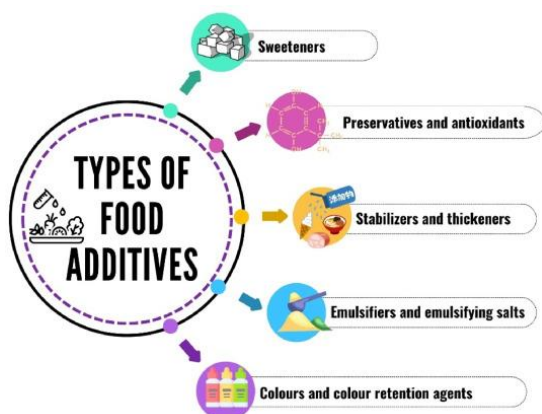 Sweeteners
Preservatives and antioxidants
TYPES OF
FOOD
ADDITIVES
Stabilizers and thickeners
Emulsifiers and emulsifying salts
Colours and colour retention agents